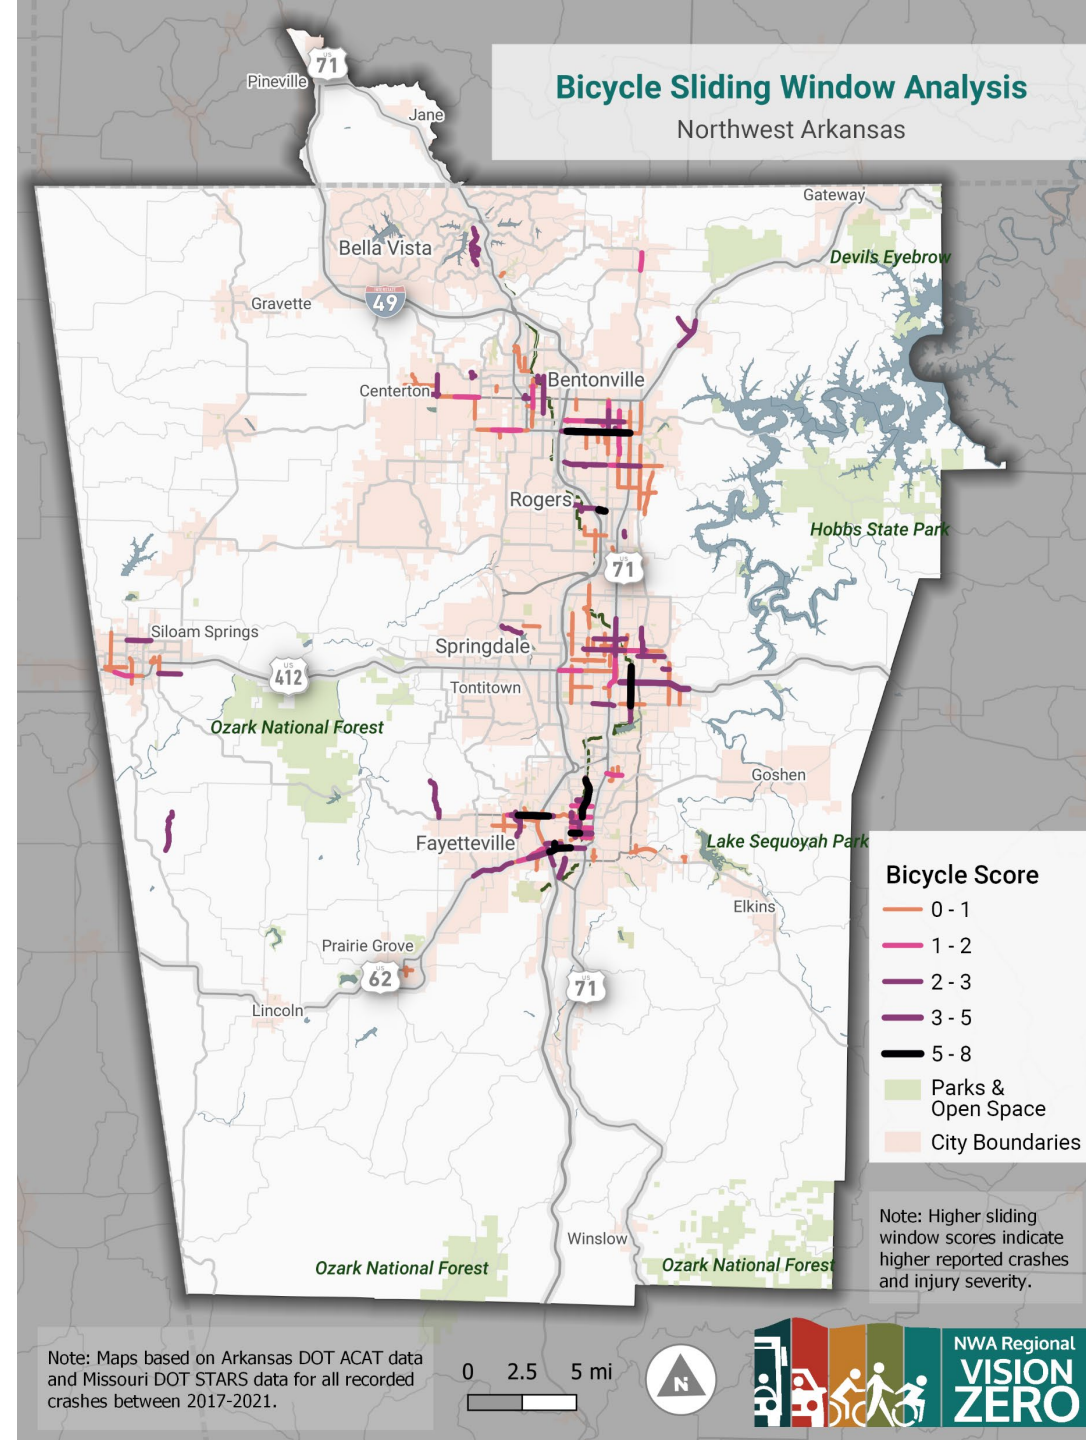 Bicycle Sliding Window Analysis
Northwest Arkansas
US
71
Pineville
Jane
Gateway
Bella Vista
Devils Eyebrow
49
Gravette
Bentonville
Centerton
Rogers
Hobbs State Park
US
71
Siloam Springs
Springdale
US
412
Tontitown
Ozark National Forest
Goshen
Fayetteville
Lake Sequoyah Park
Elkins
Prairie Grove
US
62
US
71
Lincoln
Winslow
Ozark National Forest
Ozark National Forest
Bicycle Score
0 - 1
1 - 2
2 - 3
3 - 5
5 - 8
Parks &
Open Space
City Boundaries
Note: Higher sliding
window scores indicate
higher reported crashes
and injury severity.
Note: Maps based on Arkansas DOT ACAT data
and Missouri DOT STARS data for all recorded
crashes between 2017-2021.
0 2.5 5 mi
N
NWA Regional
VISION
ZERO